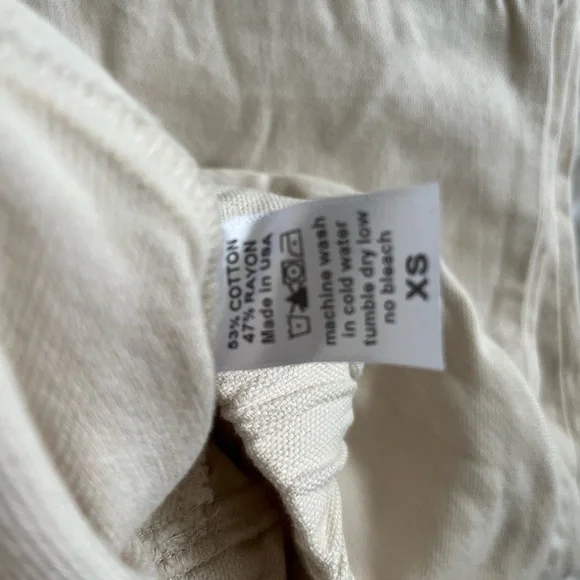 53% COTTON
47% RAYON
Made in USA
machine wash
in cold water
tumble dry low
no bleach
XS